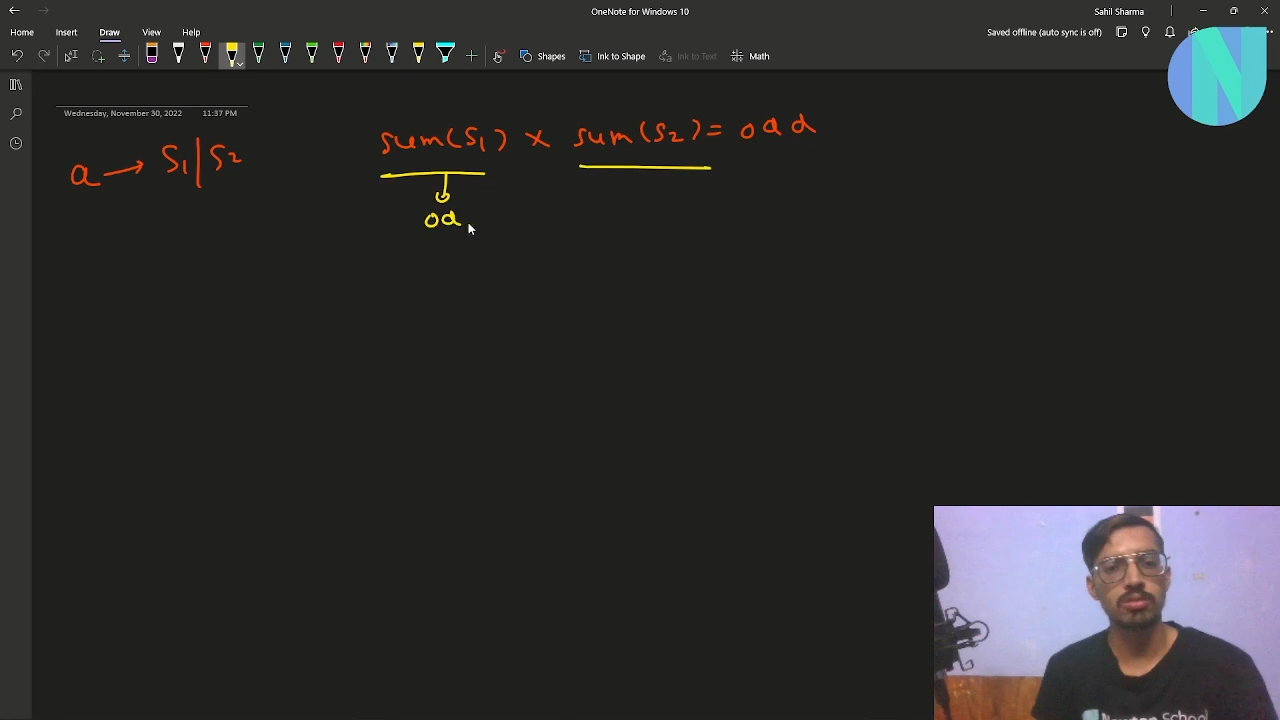 OneNote for Windows 10
Sahil Sharma
Home Insert Draw View Help
Saved offline (auto sync is off)
Shapes Ink to Shape Ink to Text Math
Wednesday, November 30, 2022 11:37 PM
sum(S1) × sum(S2) = odd
a → S1 | S2
od
School